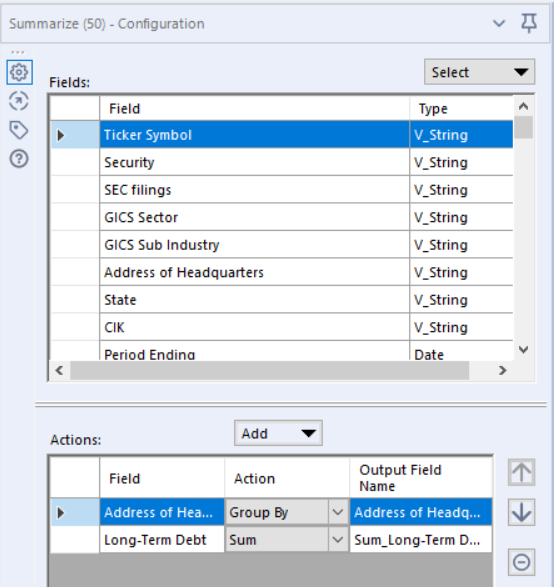 Summarize (50) - Configuration
Fields:
Select
Field Type
Ticker Symbol V_String
Security V_String
SEC filings V_String
GICS Sector V_String
GICS Sub Industry V_String
Address of Headquarters V_String
State V_String
CIK V_String
Period Ending Date
Actions:
Add
Field Action Output Field Name
Address of Hea... Group By Address of Headq...
Long-Term Debt Sum Sum_Long-Term D...